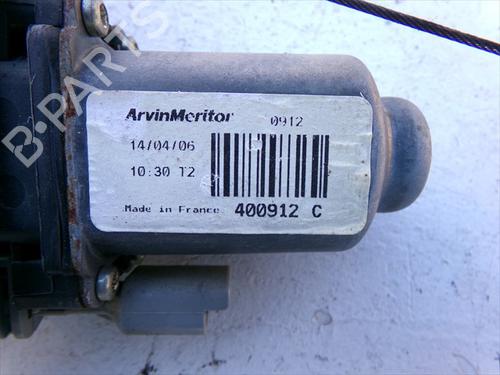 ArvinMeritor 0912
14/04/06
10:30 T2
Made in France 400912 C
B-PARTS